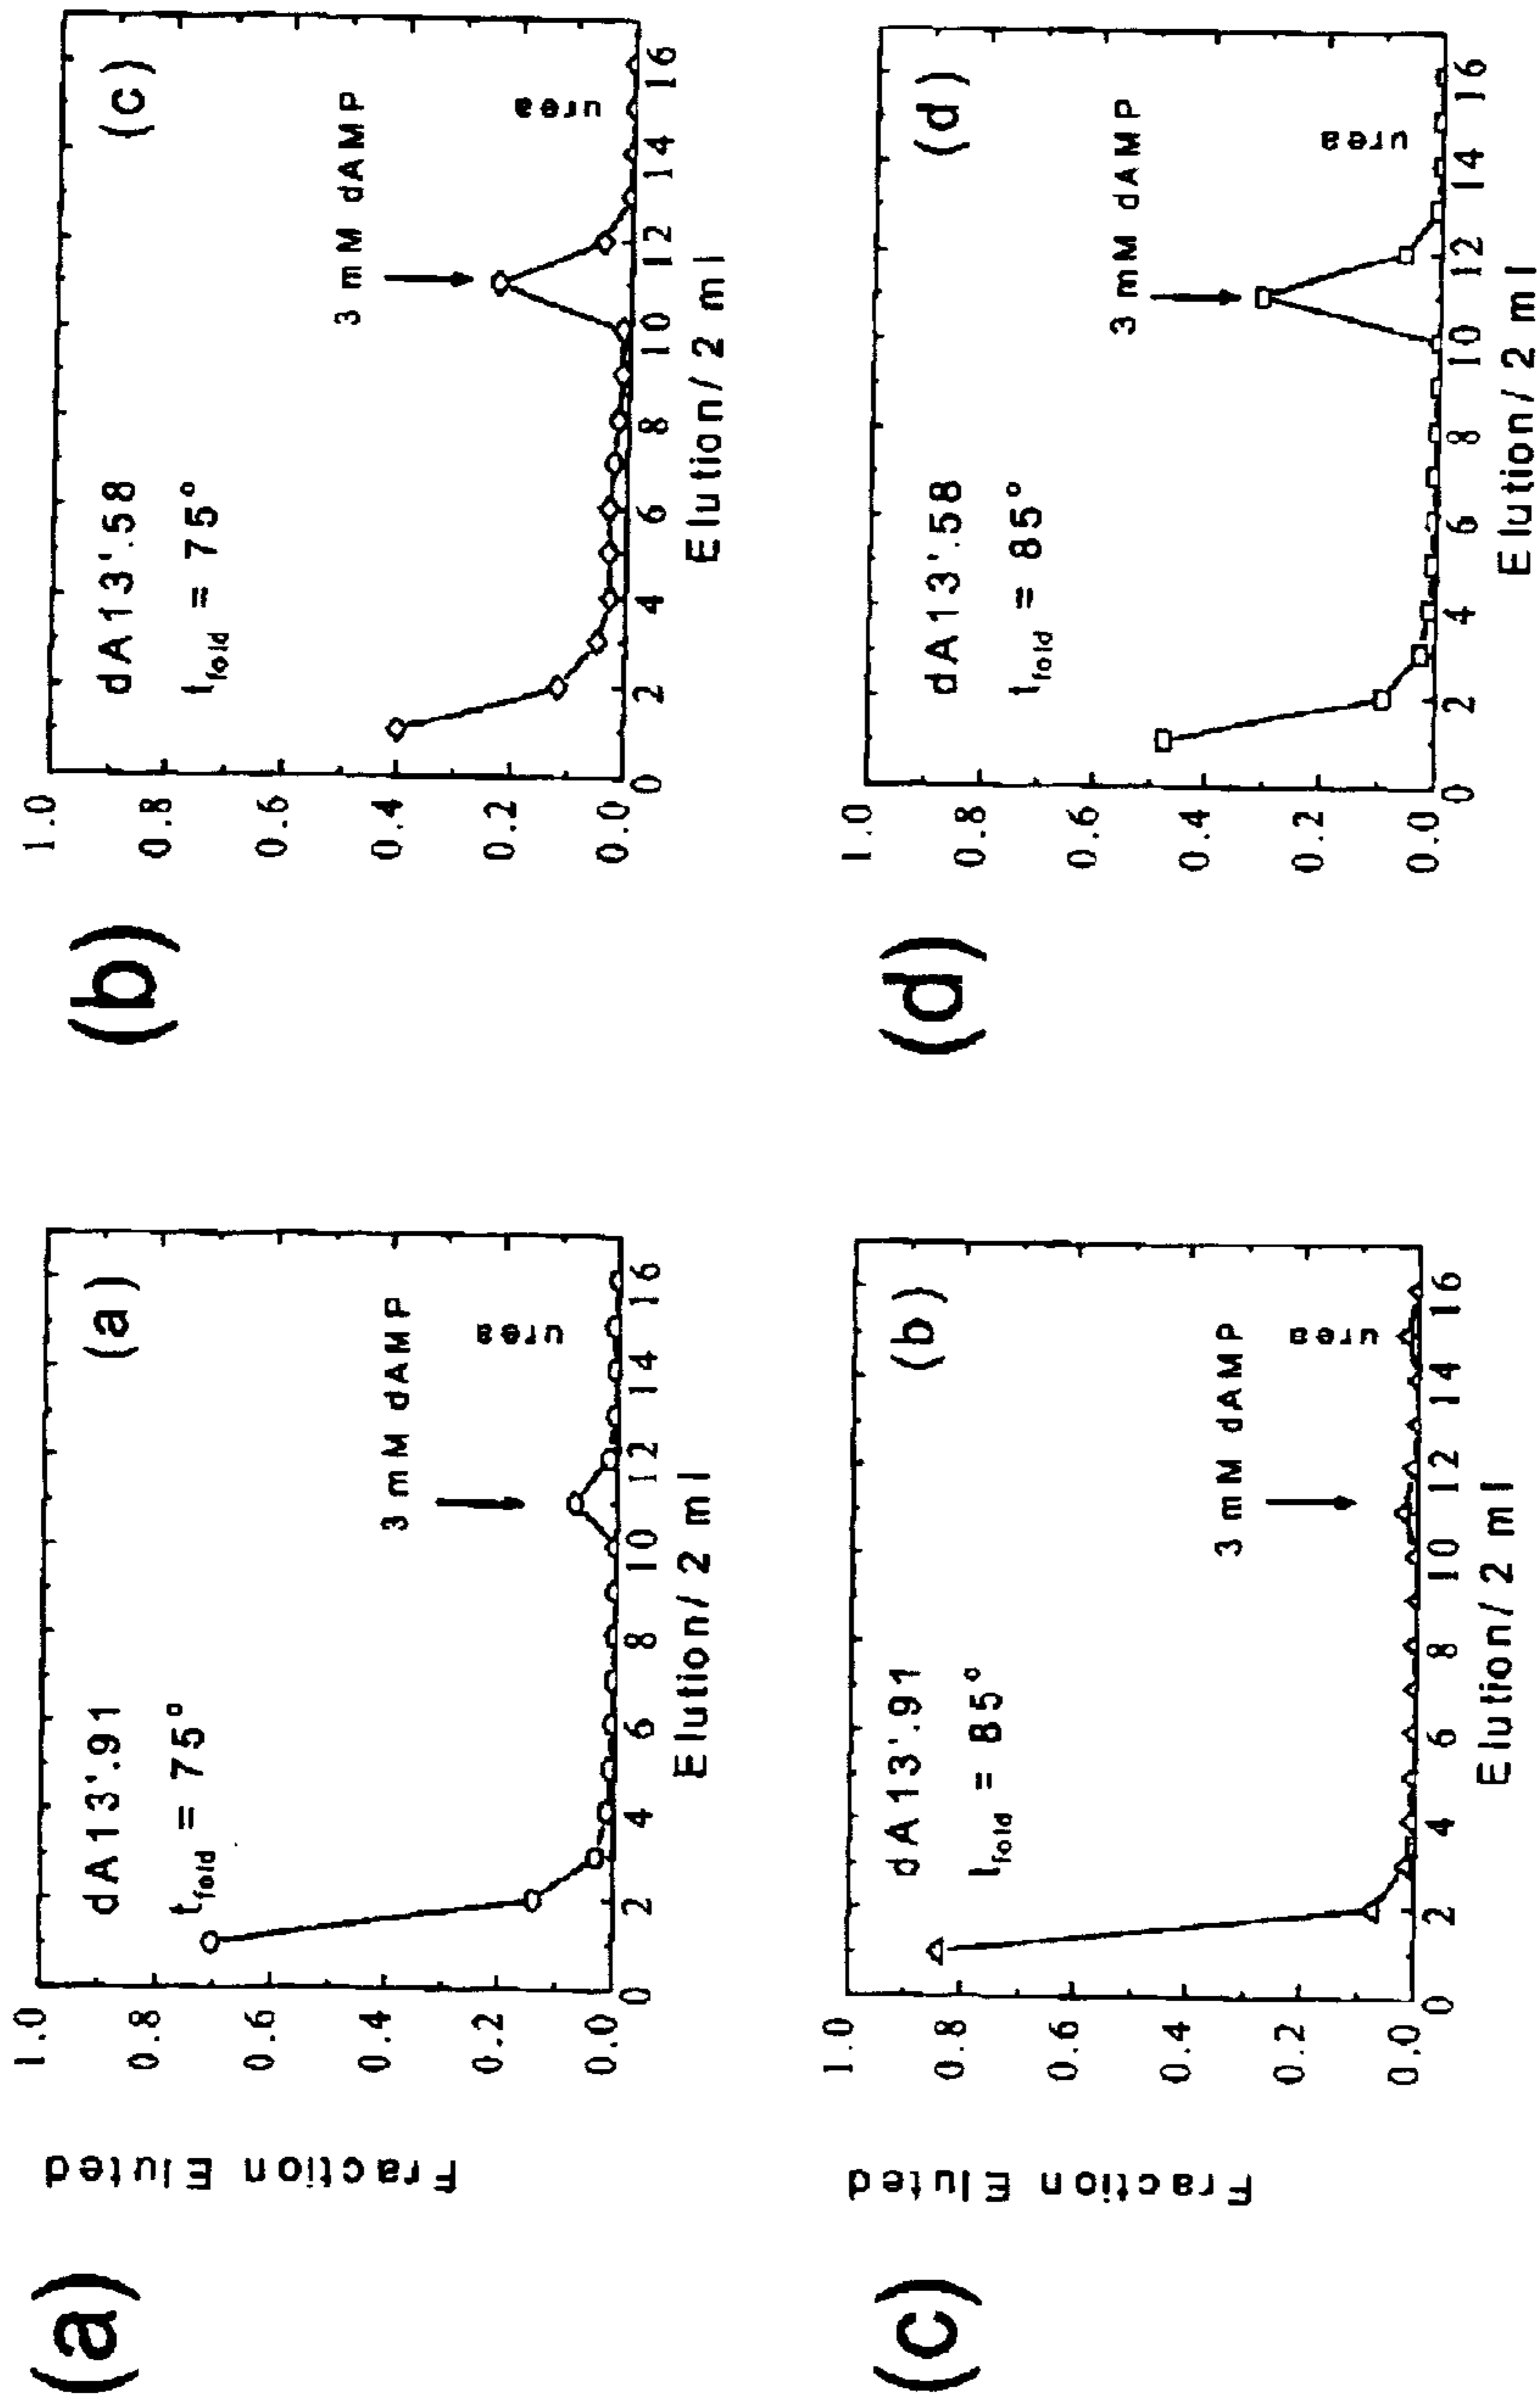 (a)
Fraction Eluted
1.0
0.8
0.6
0.4
0.2
0.0
dA13'.91
tfold = 75°
(a)
3 mM dAMP
urea
0 2 4 6 8 10 12 14 16
Elution/2 ml
(b)
1.0
0.8
0.6
0.4
0.2
0.0
dA13'.58
tfold = 75°
(c)
3 mM dAMP
urea
0 2 4 6 8 10 12 14 16
Elution/2 ml
(c)
Fraction Eluted
1.0
0.8
0.6
0.4
0.2
0.0
dA13'.91
tfold = 85°
(b)
3 mM dAMP
urea
0 2 4 6 8 10 12 14 16
Elution/2 ml
(d)
1.0
0.8
0.6
0.4
0.2
0.0
dA13'.58
tfold = 85°
(d)
3 mM dAMP
urea
0 2 4 6 8 10 12 14 16
Elution/2 ml